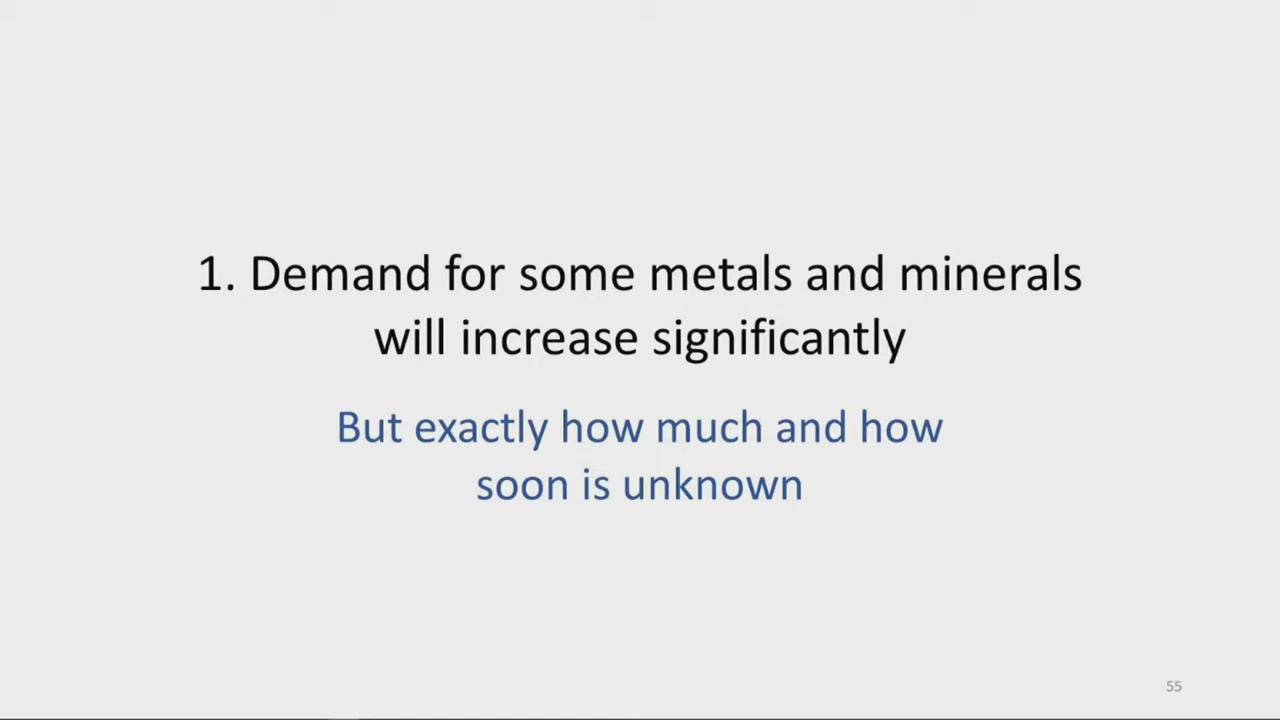 1. Demand for some metals and minerals
will increase significantly
But exactly how much and how
soon is unknown
55